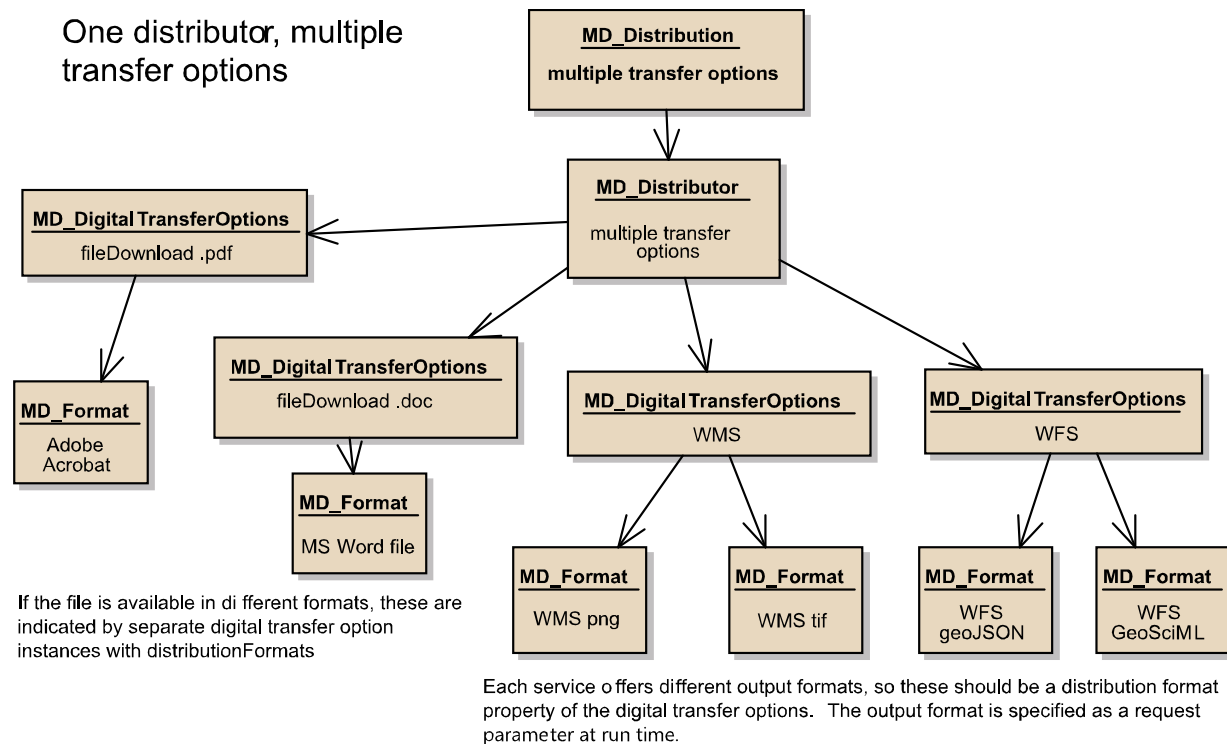 One distributor, multiple
transfer options
MD_Distribution
multiple transfer options
MD_Distributor
multiple transfer
options
MD_DigitalTransferOptions
fileDownload .pdf
MD_DigitalTransferOptions
fileDownload .doc
MD_DigitalTransferOptions
WMS
MD_DigitalTransferOptions
WFS
MD_Format
Adobe
Acrobat
MD_Format
MS Word file
MD_Format
WMS png
MD_Format
WMS tif
MD_Format
WFS
geoJSON
MD_Format
WFS
GeoSciML
If the file is available in di fferent formats, these are
indicated by separate digital transfer option
instances with distributionFormats
Each service o ffers different output formats, so these should be a distribution format
property of the digital transfer options. The output format is specified as a request
parameter at run time.